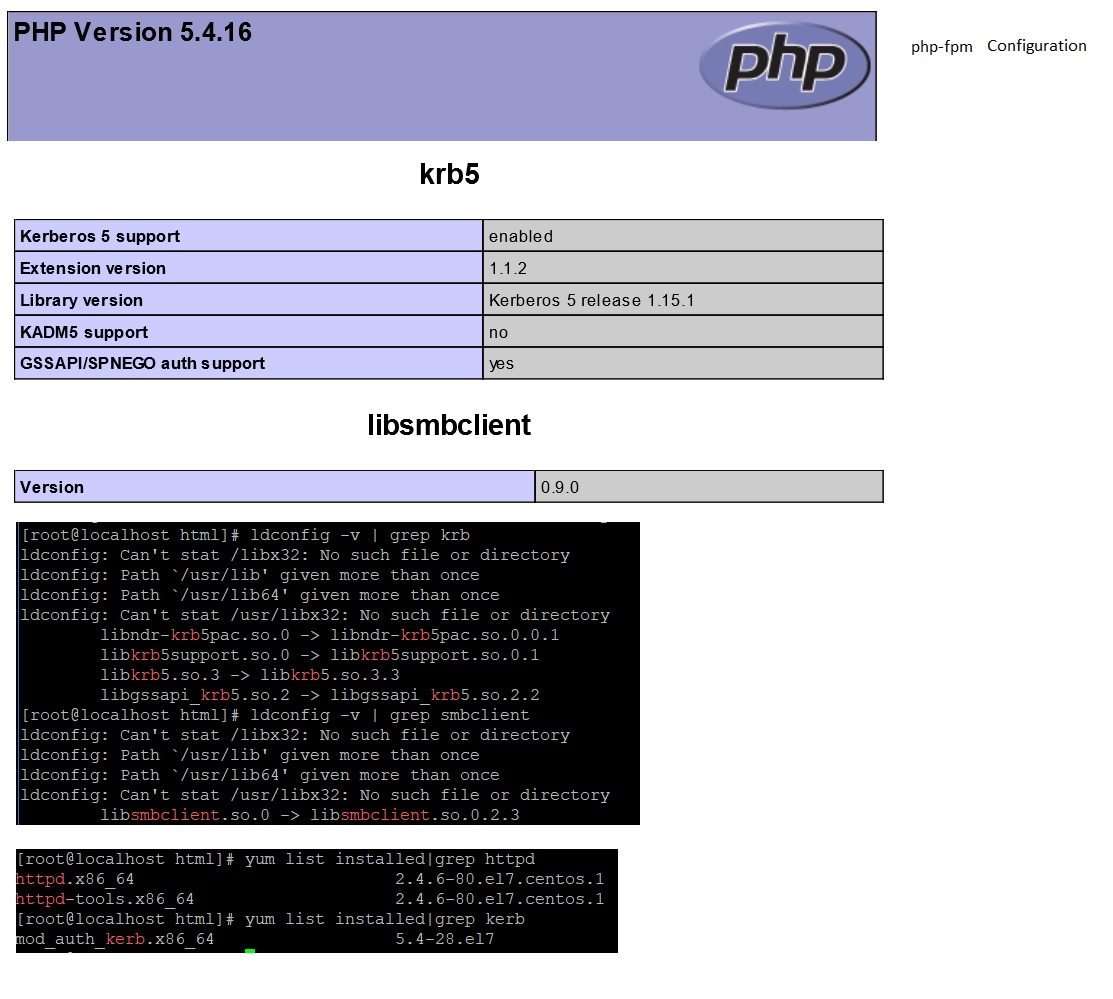 PHP Version 5.4.16
php
php-fpm Configuration
krb5
Kerberos 5 support enabled
Extension version 1.1.2
Library version Kerberos 5 release 1.15.1
KADM5 support no
GSSAPI/SPNEGO auth support yes
libsmbclient
Version 0.9.0
[root@localhost html]# ldconfig -v | grep krb
ldconfig: Can't stat /libx32: No such file or directory
ldconfig: Path `/usr/lib' given more than once
ldconfig: Path `/usr/lib64' given more than once
ldconfig: Can't stat /usr/libx32: No such file or directory
libndr-krb5pac.so.0 -> libndr-krb5pac.so.0.0.1
libkrb5support.so.0 -> libkrb5support.so.0.1
libkrb5.so.3 -> libkrb5.so.3.3
libgssapi_krb5.so.2 -> libgssapi_krb5.so.2.2
[root@localhost html]# ldconfig -v | grep smbclient
ldconfig: Can't stat /libx32: No such file or directory
ldconfig: Path `/usr/lib' given more than once
ldconfig: Path `/usr/lib64' given more than once
ldconfig: Can't stat /usr/libx32: No such file or directory
libsmbclient.so.0 -> libsmbclient.so.0.2.3
[root@localhost html]# yum list installed|grep httpd
httpd.x86_64 2.4.6-80.el7.centos.1
httpd-tools.x86_64 2.4.6-80.el7.centos.1
[root@localhost html]# yum list installed|grep kerb
mod_auth_kerb.x86_64 5.4-28.el7